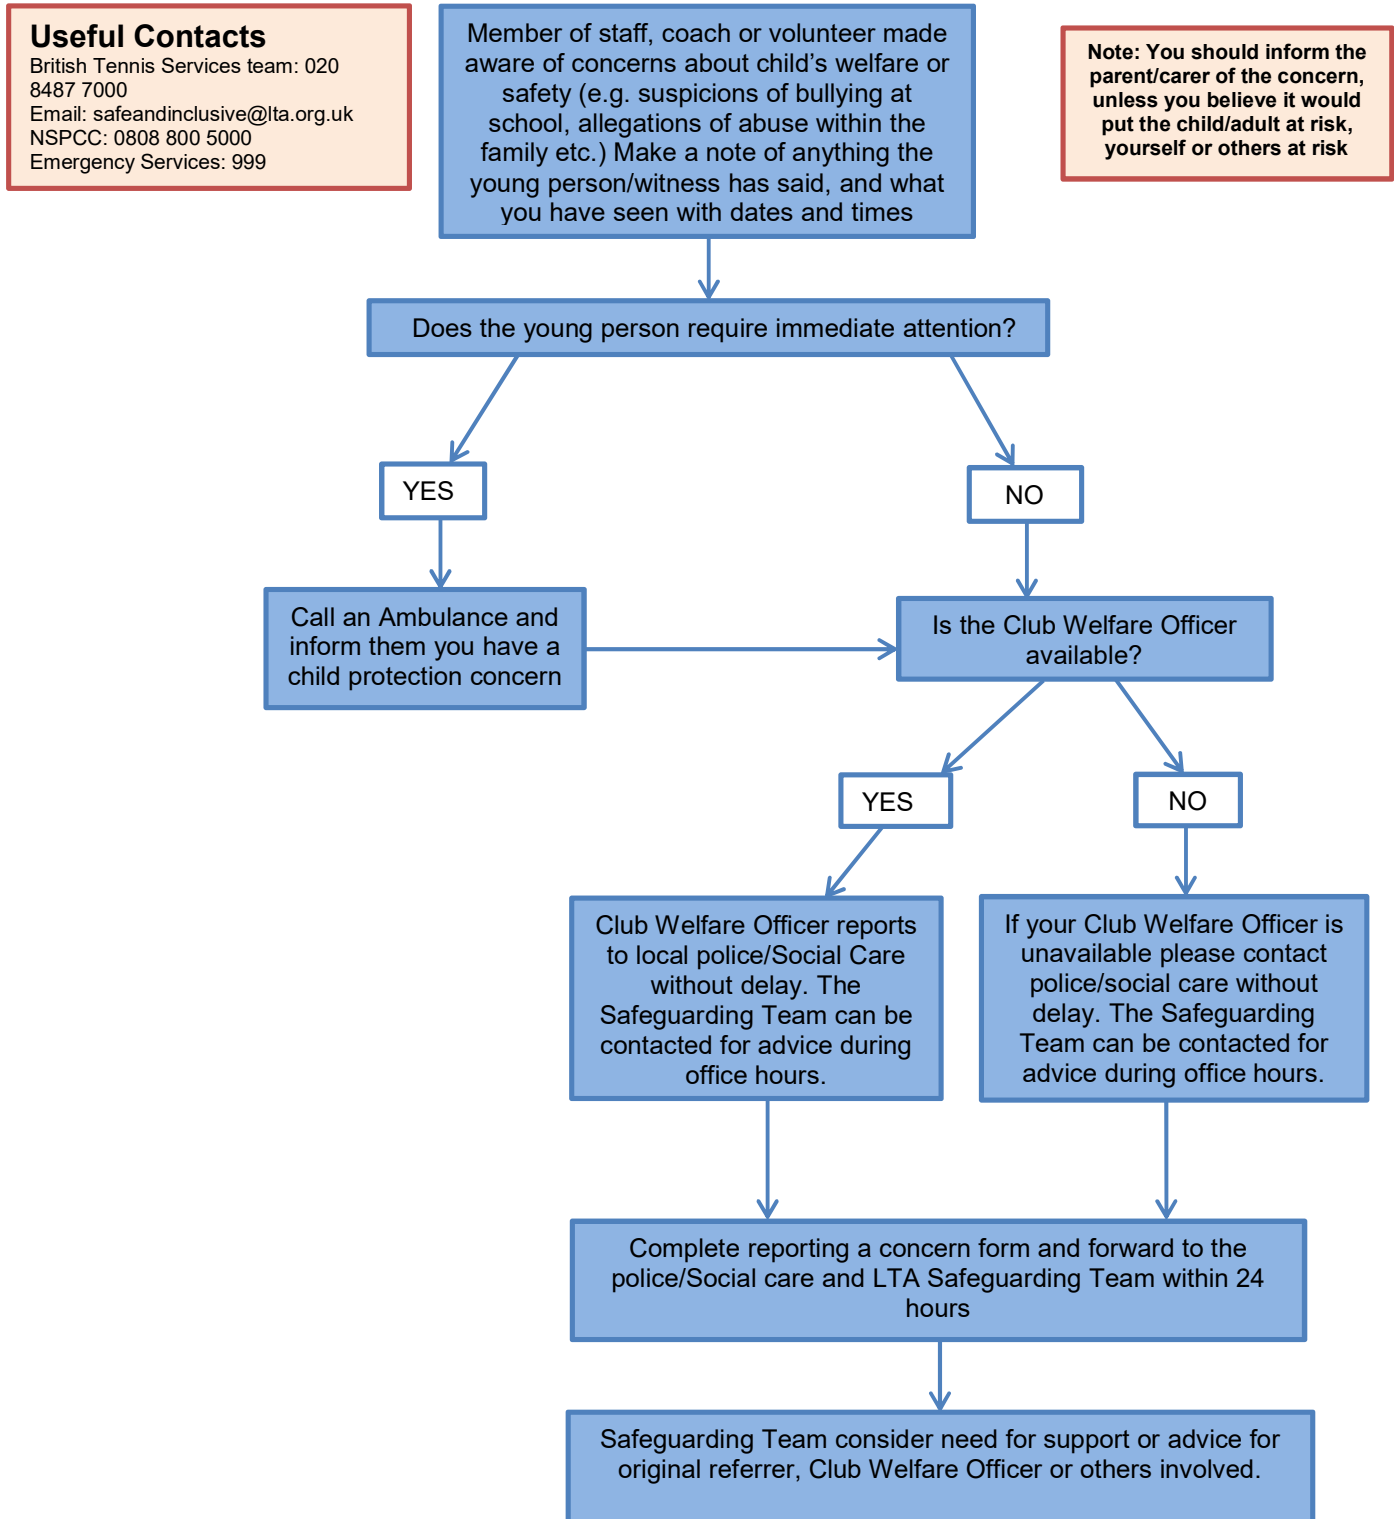 Useful Contacts
British Tennis Services team: 020
8487 7000
Email: safeandinclusive@lta.org.uk
NSPCC: 0808 800 5000
Emergency Services: 999
Member of staff, coach or volunteer made
aware of concerns about child’s welfare or
safety (e.g. suspicions of bullying at
school, allegations of abuse within the
family etc.) Make a note of anything the
young person/witness has said, and what
you have seen with dates and times
Note: You should inform the
parent/carer of the concern,
unless you believe it would
put the child/adult at risk,
yourself or others at risk
Does the young person require immediate attention?
YES
NO
Call an Ambulance and
inform them you have a
child protection concern
Is the Club Welfare Officer
available?
YES
NO
Club Welfare Officer reports
to local police/Social Care
without delay. The
Safeguarding Team can be
contacted for advice during
office hours.
If your Club Welfare Officer is
unavailable please contact
police/social care without
delay. The Safeguarding
Team can be contacted for
advice during office hours.
Complete reporting a concern form and forward to the
police/Social care and LTA Safeguarding Team within 24
hours
Safeguarding Team consider need for support or advice for
original referrer, Club Welfare Officer or others involved.